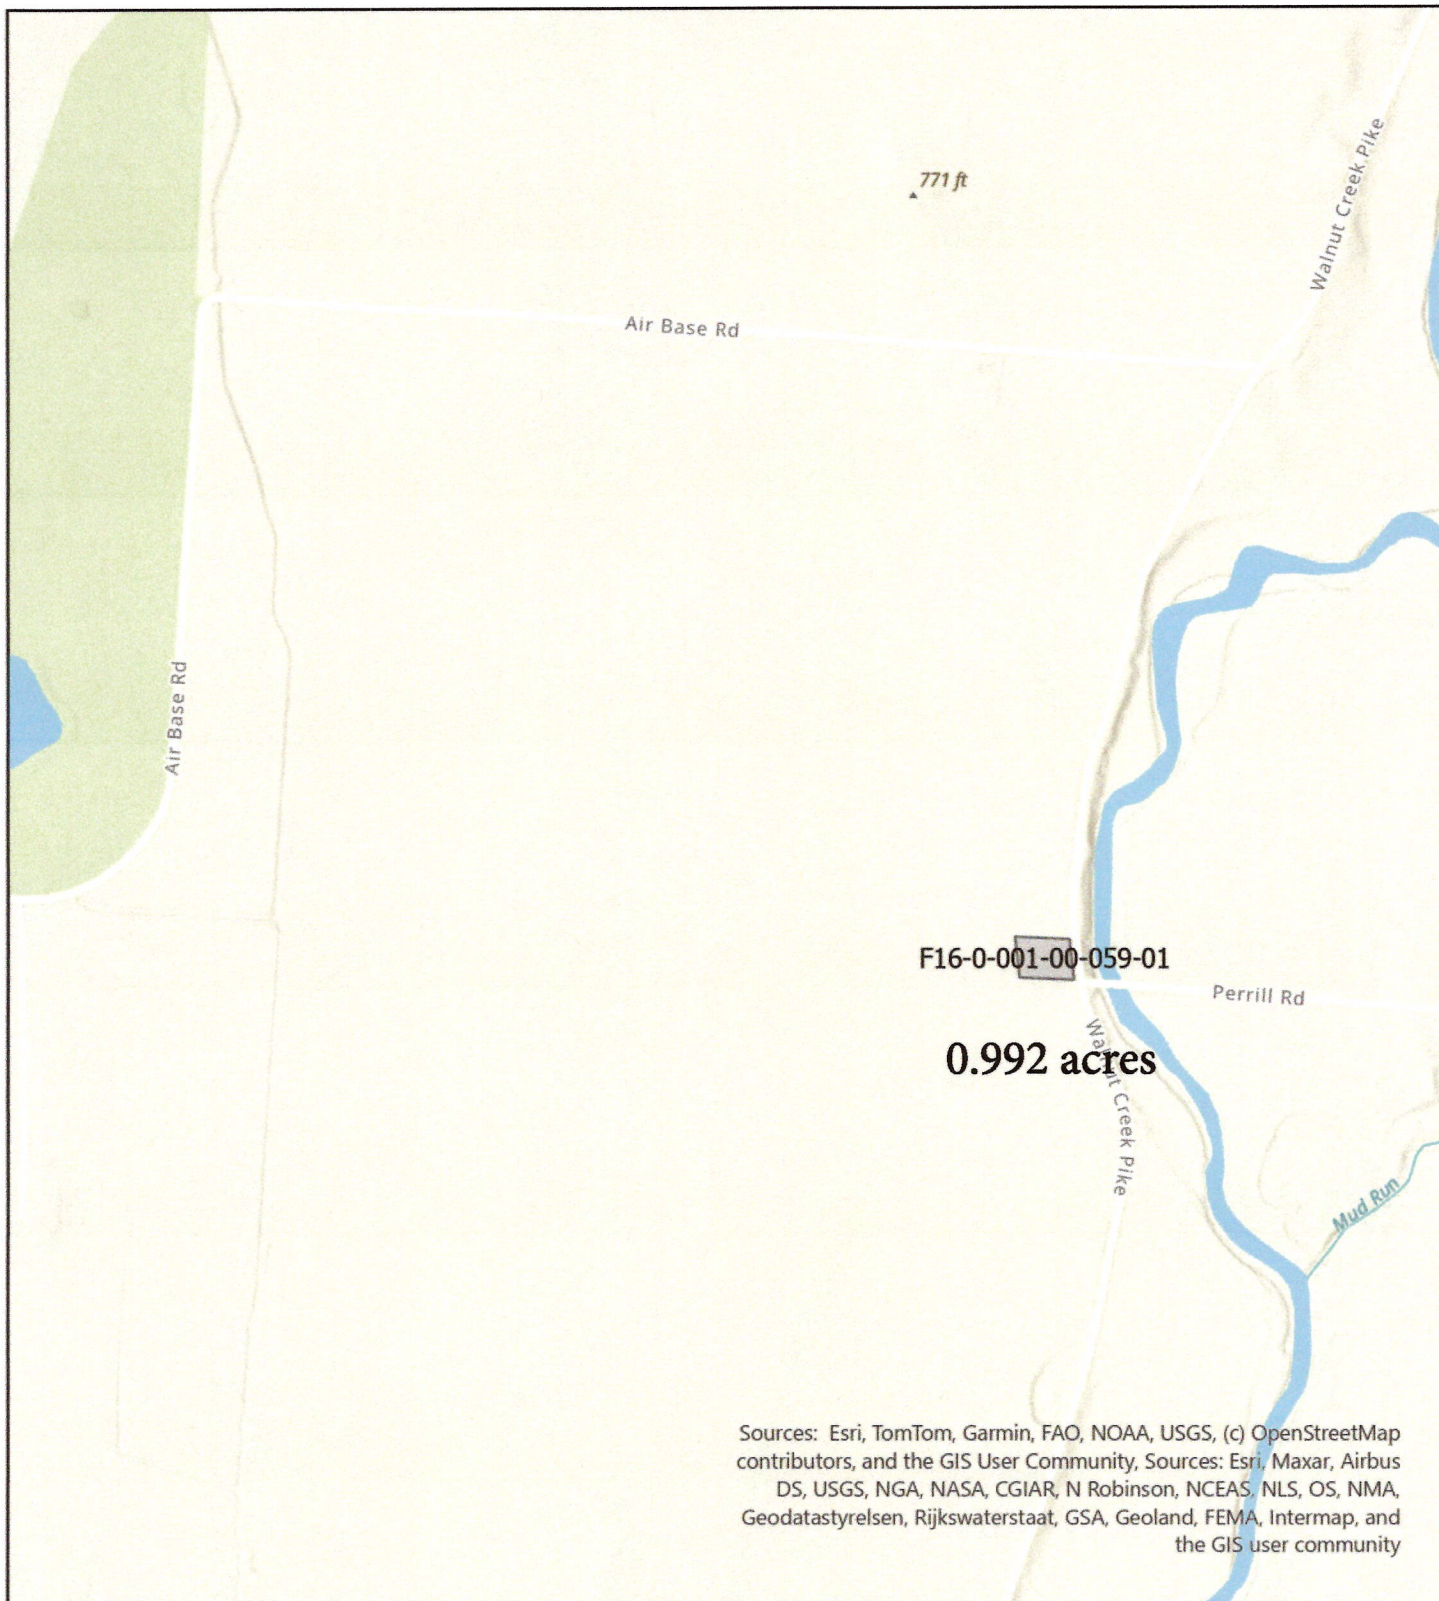 771 ft
Walnut Creek Pike
Air Base Rd
Air Base Rd
F16-0-001-00-059-01
Perrill Rd
0.992 acres
Walnut Creek Pike
Mud Run
Sources: Esri, TomTom, Garmin, FAO, NOAA, USGS, (c) OpenStreetMap
contributors, and the GIS User Community, Sources: Esri, Maxar, Airbus
DS, USGS, NGA, NASA, CGIAR, N Robinson, NCEAS, NLS, OS, NMA,
Geodatastyrelsen, Rijkswaterstaat, GSA, Geoland, FEMA, Intermap, and
the GIS user community